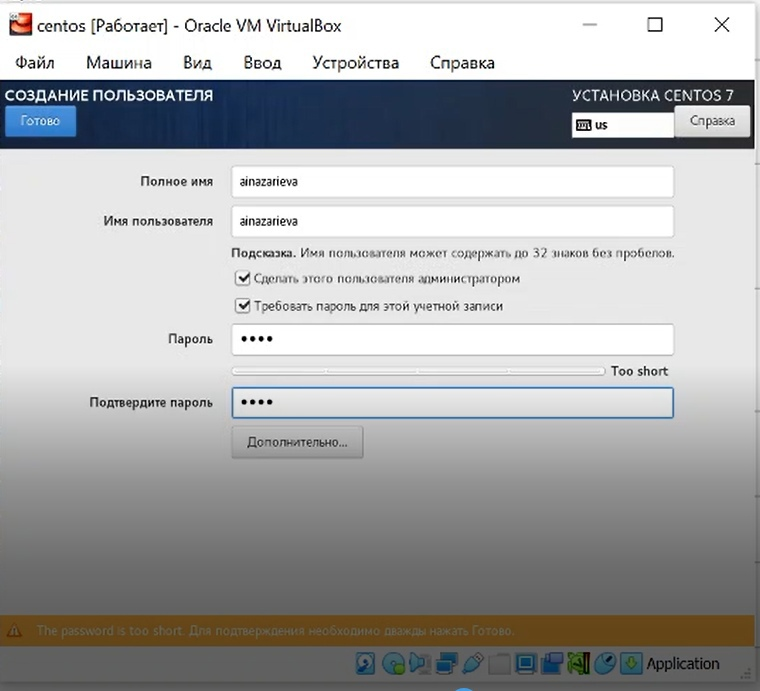 centos [Работает] - Oracle VM VirtualBox
Файл Машина Вид Ввод Устройства Справка
СОЗДАНИЕ ПОЛЬЗОВАТЕЛЯ УСТАНОВКА CENTOS 7
Готово us Справка
Полное имя ainazarieva
Имя пользователя ainazarieva
Подсказка. Имя пользователя может содержать до 32 знаков без пробелов.
Сделать этого пользователя администратором
Требовать пароль для этой учетной записи
Пароль ••••
Too short
Подтвердите пароль ••••
Дополнительно...
The password is too short. Для подтверждения необходимо дважды нажать Готово.
Application